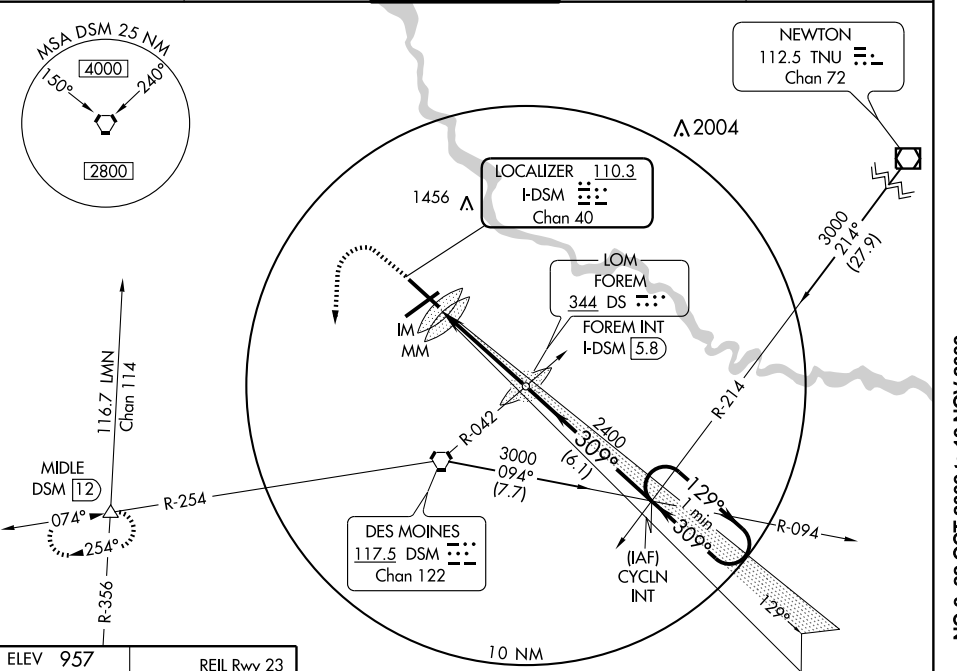 MSA DSM 25 NM
150°
4000
240°
2800
NEWTON
112.5 TNU
Chan 72
2004
1456
LOCALIZER 110.3
I-DSM
Chan 40
3000
214°
(27.9)
LOM
FOREM
344 DS
FOREM INT
I-DSM 5.8
IM
MM
116.7 LMN
Chan 114
R-214
R-042
2400
309°
(6.1)
3000
094°
(7.7)
MIDLE
DSM 12
R-254
074°
254°
129°
1 min
309°
R-094
DES MOINES
117.5 DSM
Chan 122
(IAF)
CYCLN
INT
R-356
129°
10 NM
ELEV 957
REIL Rwy 23